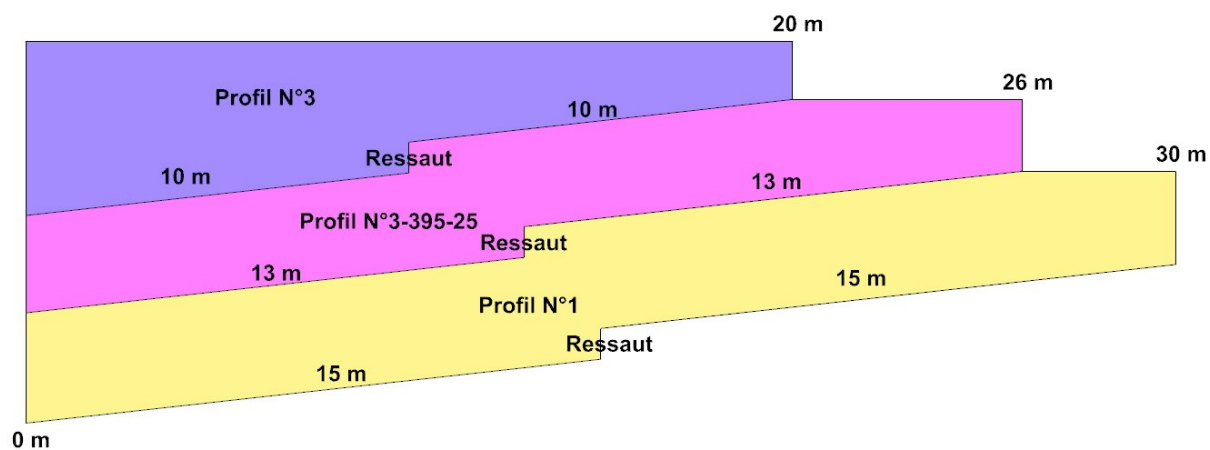 20 m
26 m
Profil N°3
10 m
Ressaut
30 m
10 m
13 m
Profil N°3-395-25
Ressaut
13 m
15 m
Profil N°1
Ressaut
15 m
0 m